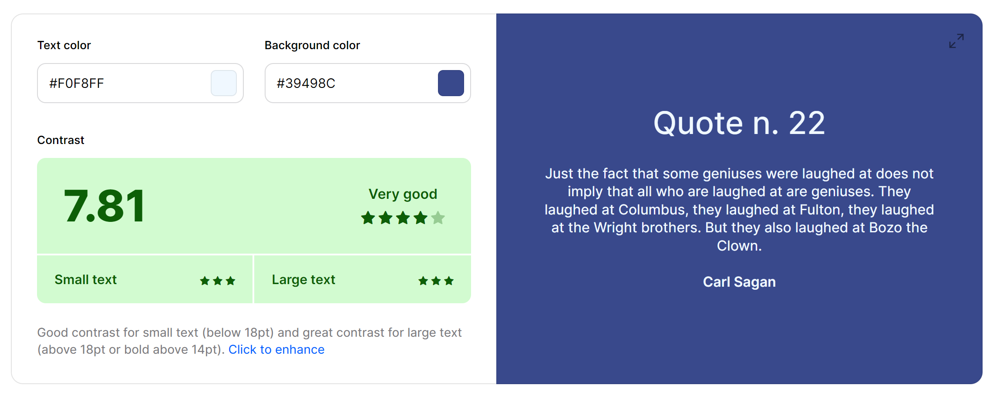 Text color
#F0F8FF
Background color
#39498C
Contrast
7.81
Very good
Small text
Large text
Good contrast for small text (below 18pt) and great contrast for large text
(above 18pt or bold above 14pt). Click to enhance
Quote n. 22
Just the fact that some geniuses were laughed at does not
imply that all who are laughed at are geniuses. They
laughed at Columbus, they laughed at Fulton, they laughed
at the Wright brothers. But they also laughed at Bozo the
Clown.
Carl Sagan